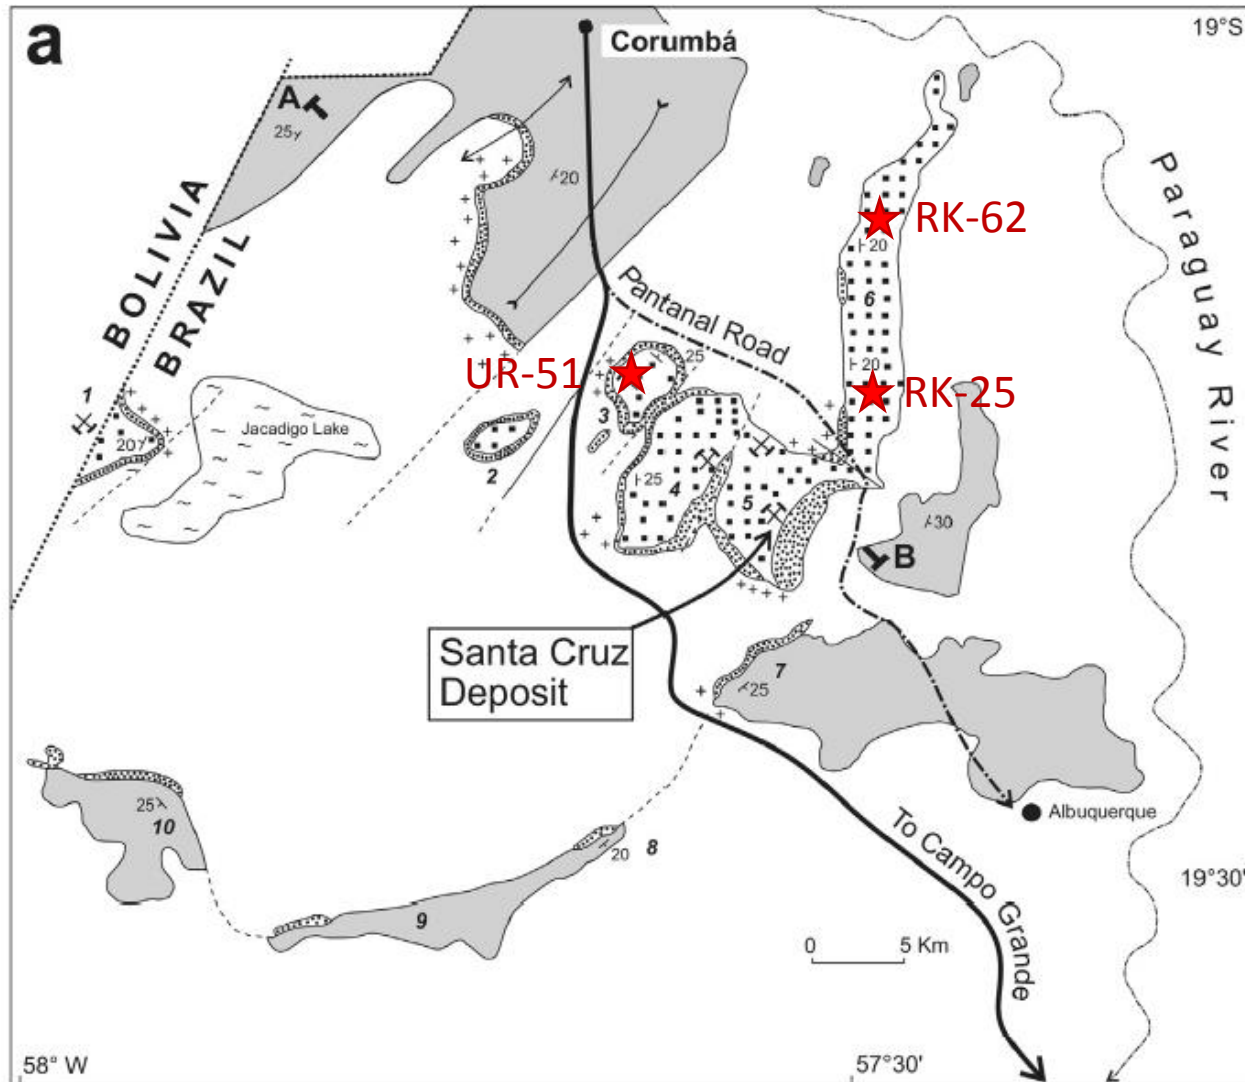 a
19°S
Corumbá
A
25
20
BOLIVIA
BRAZIL
Paraguay River
RK-62
20
6
Pantanal Road
UR-51
25
3
20
RK-25
1
20
Jacadigo Lake
2
25
4
5
30
B
Santa Cruz
Deposit
7
25
25
10
20
8
9
Albuquerque
To Campo Grande
19°30'
0
5 Km
58° W
57°30'